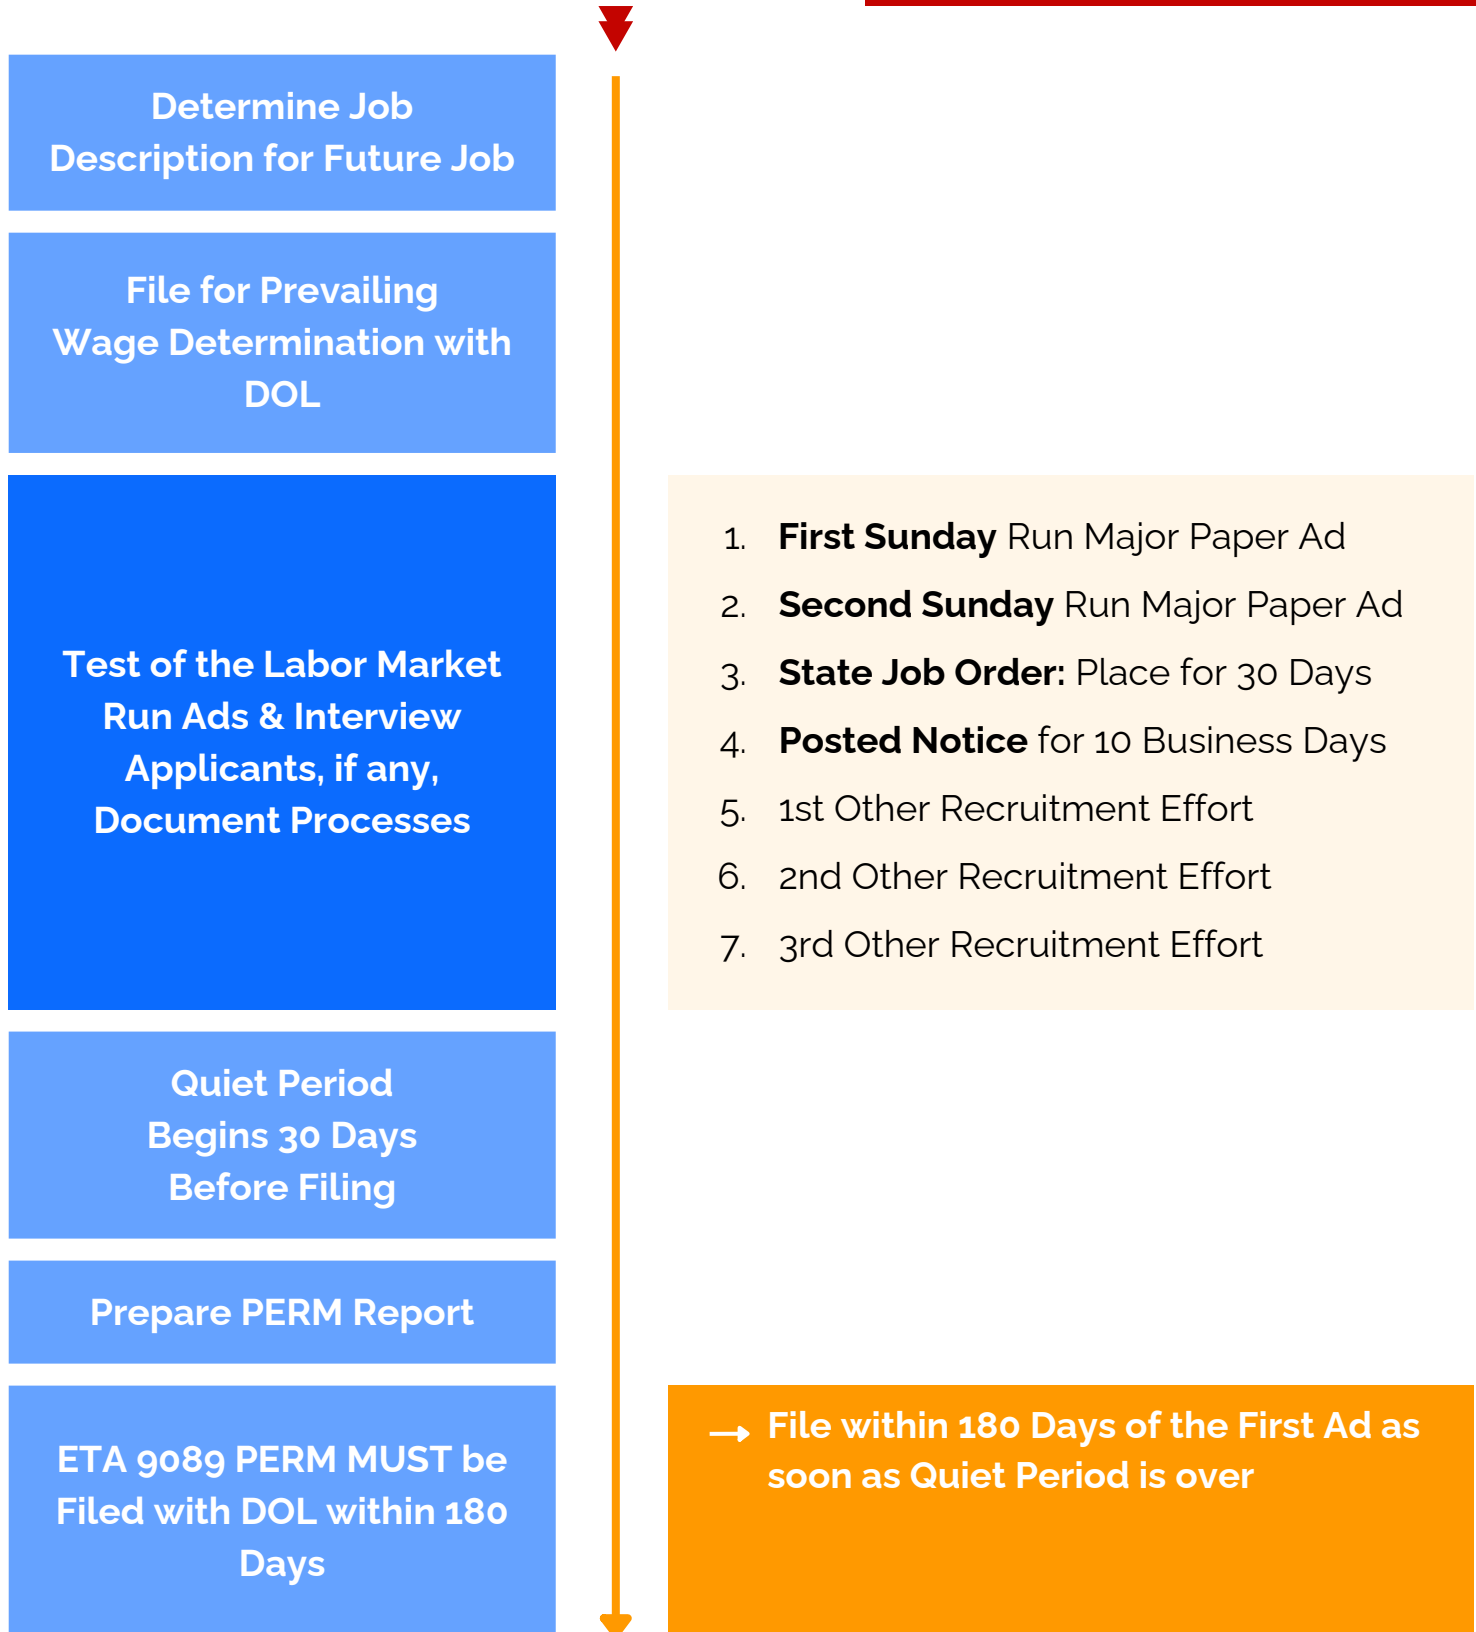 Determine Job
Description for Future Job
File for Prevailing
Wage Determination with
DOL
Test of the Labor Market
Run Ads & Interview
Applicants, if any,
Document Processes
1. First Sunday Run Major Paper Ad
2. Second Sunday Run Major Paper Ad
3. State Job Order: Place for 30 Days
4. Posted Notice for 10 Business Days
5. 1st Other Recruitment Effort
6. 2nd Other Recruitment Effort
7. 3rd Other Recruitment Effort
Quiet Period
Begins 30 Days
Before Filing
Prepare PERM Report
ETA 9089 PERM MUST be
Filed with DOL within 180
Days
→ File within 180 Days of the First Ad as
soon as Quiet Period is over